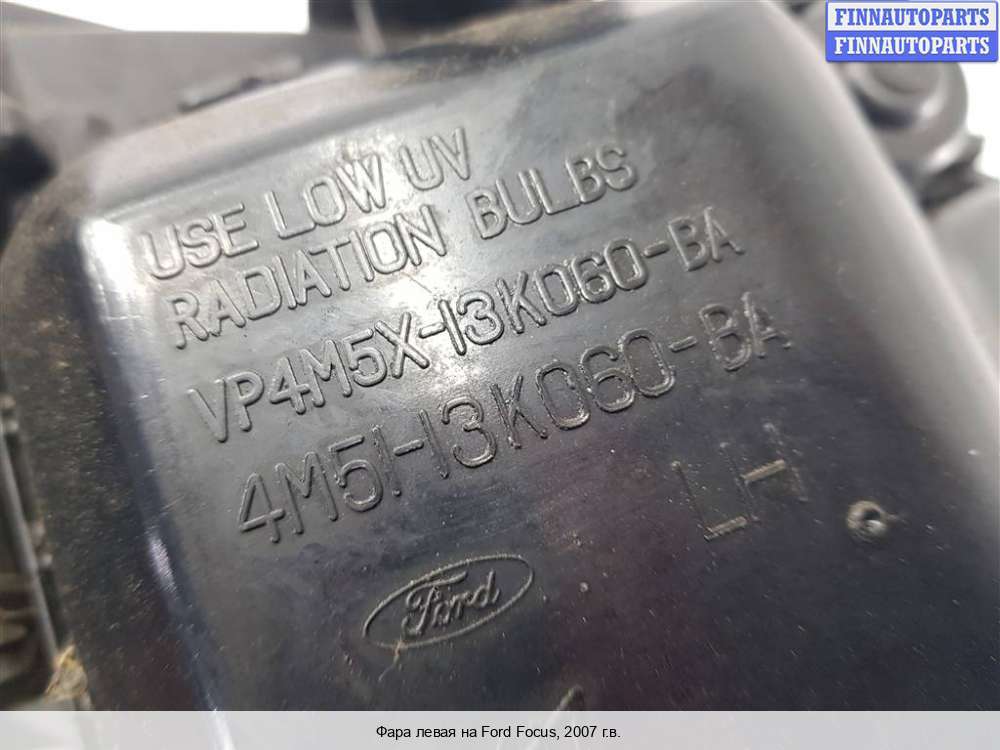 FINNAUTOPARTS
FINNAUTOPARTS
USE LOW UV
RADIATION BULBS
VP4M5X-13K060-BA
4M51-13K060-BA
LH
Ford
Фара левая на Ford Focus, 2007 г.в.